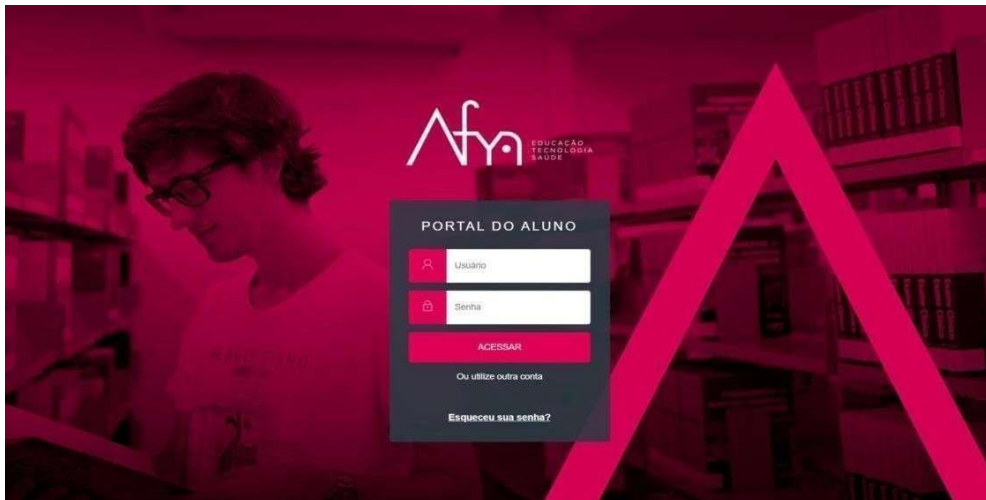 Afya
EDUCAÇÃO
TECNOLOGIA
SAÚDE
PORTAL DO ALUNO
Usuário
Senha
ACESSAR
Ou utilize outra conta
Esqueceu sua senha?